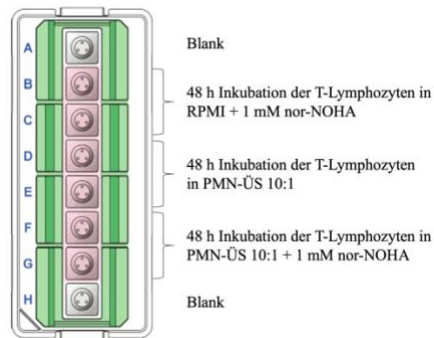 A
Blank
B
48 h Inkubation der T-Lymphozyten in
RPMI + 1 mM nor-NOHA
C
D
48 h Inkubation der T-Lymphozyten
in PMN-ÜS 10:1
E
F
48 h Inkubation der T-Lymphozyten in
PMN-ÜS 10:1 + 1 mM nor-NOHA
G
H
Blank